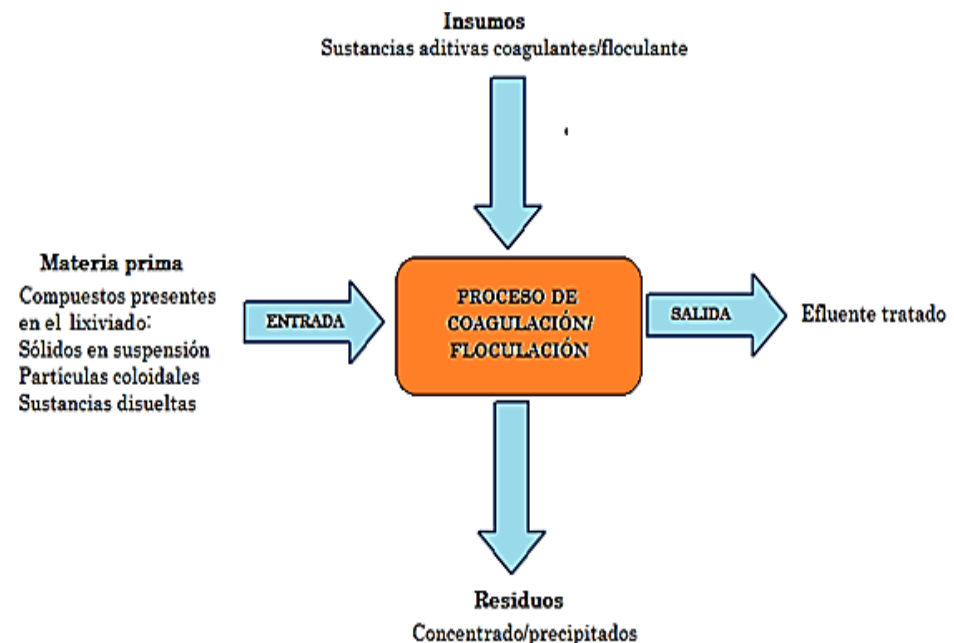 Insumos
Sustancias aditivas coagulantes/floculante
Materia prima
Compuestos presentes
en el lixiviado:
Sólidos en suspensión
Partículas coloidales
Sustancias disueltas
ENTRADA
PROCESO DE
COAGULACIÓN/
FLOCULACIÓN
SALIDA
Efluente tratado
Residuos
Concentrado/precipitados